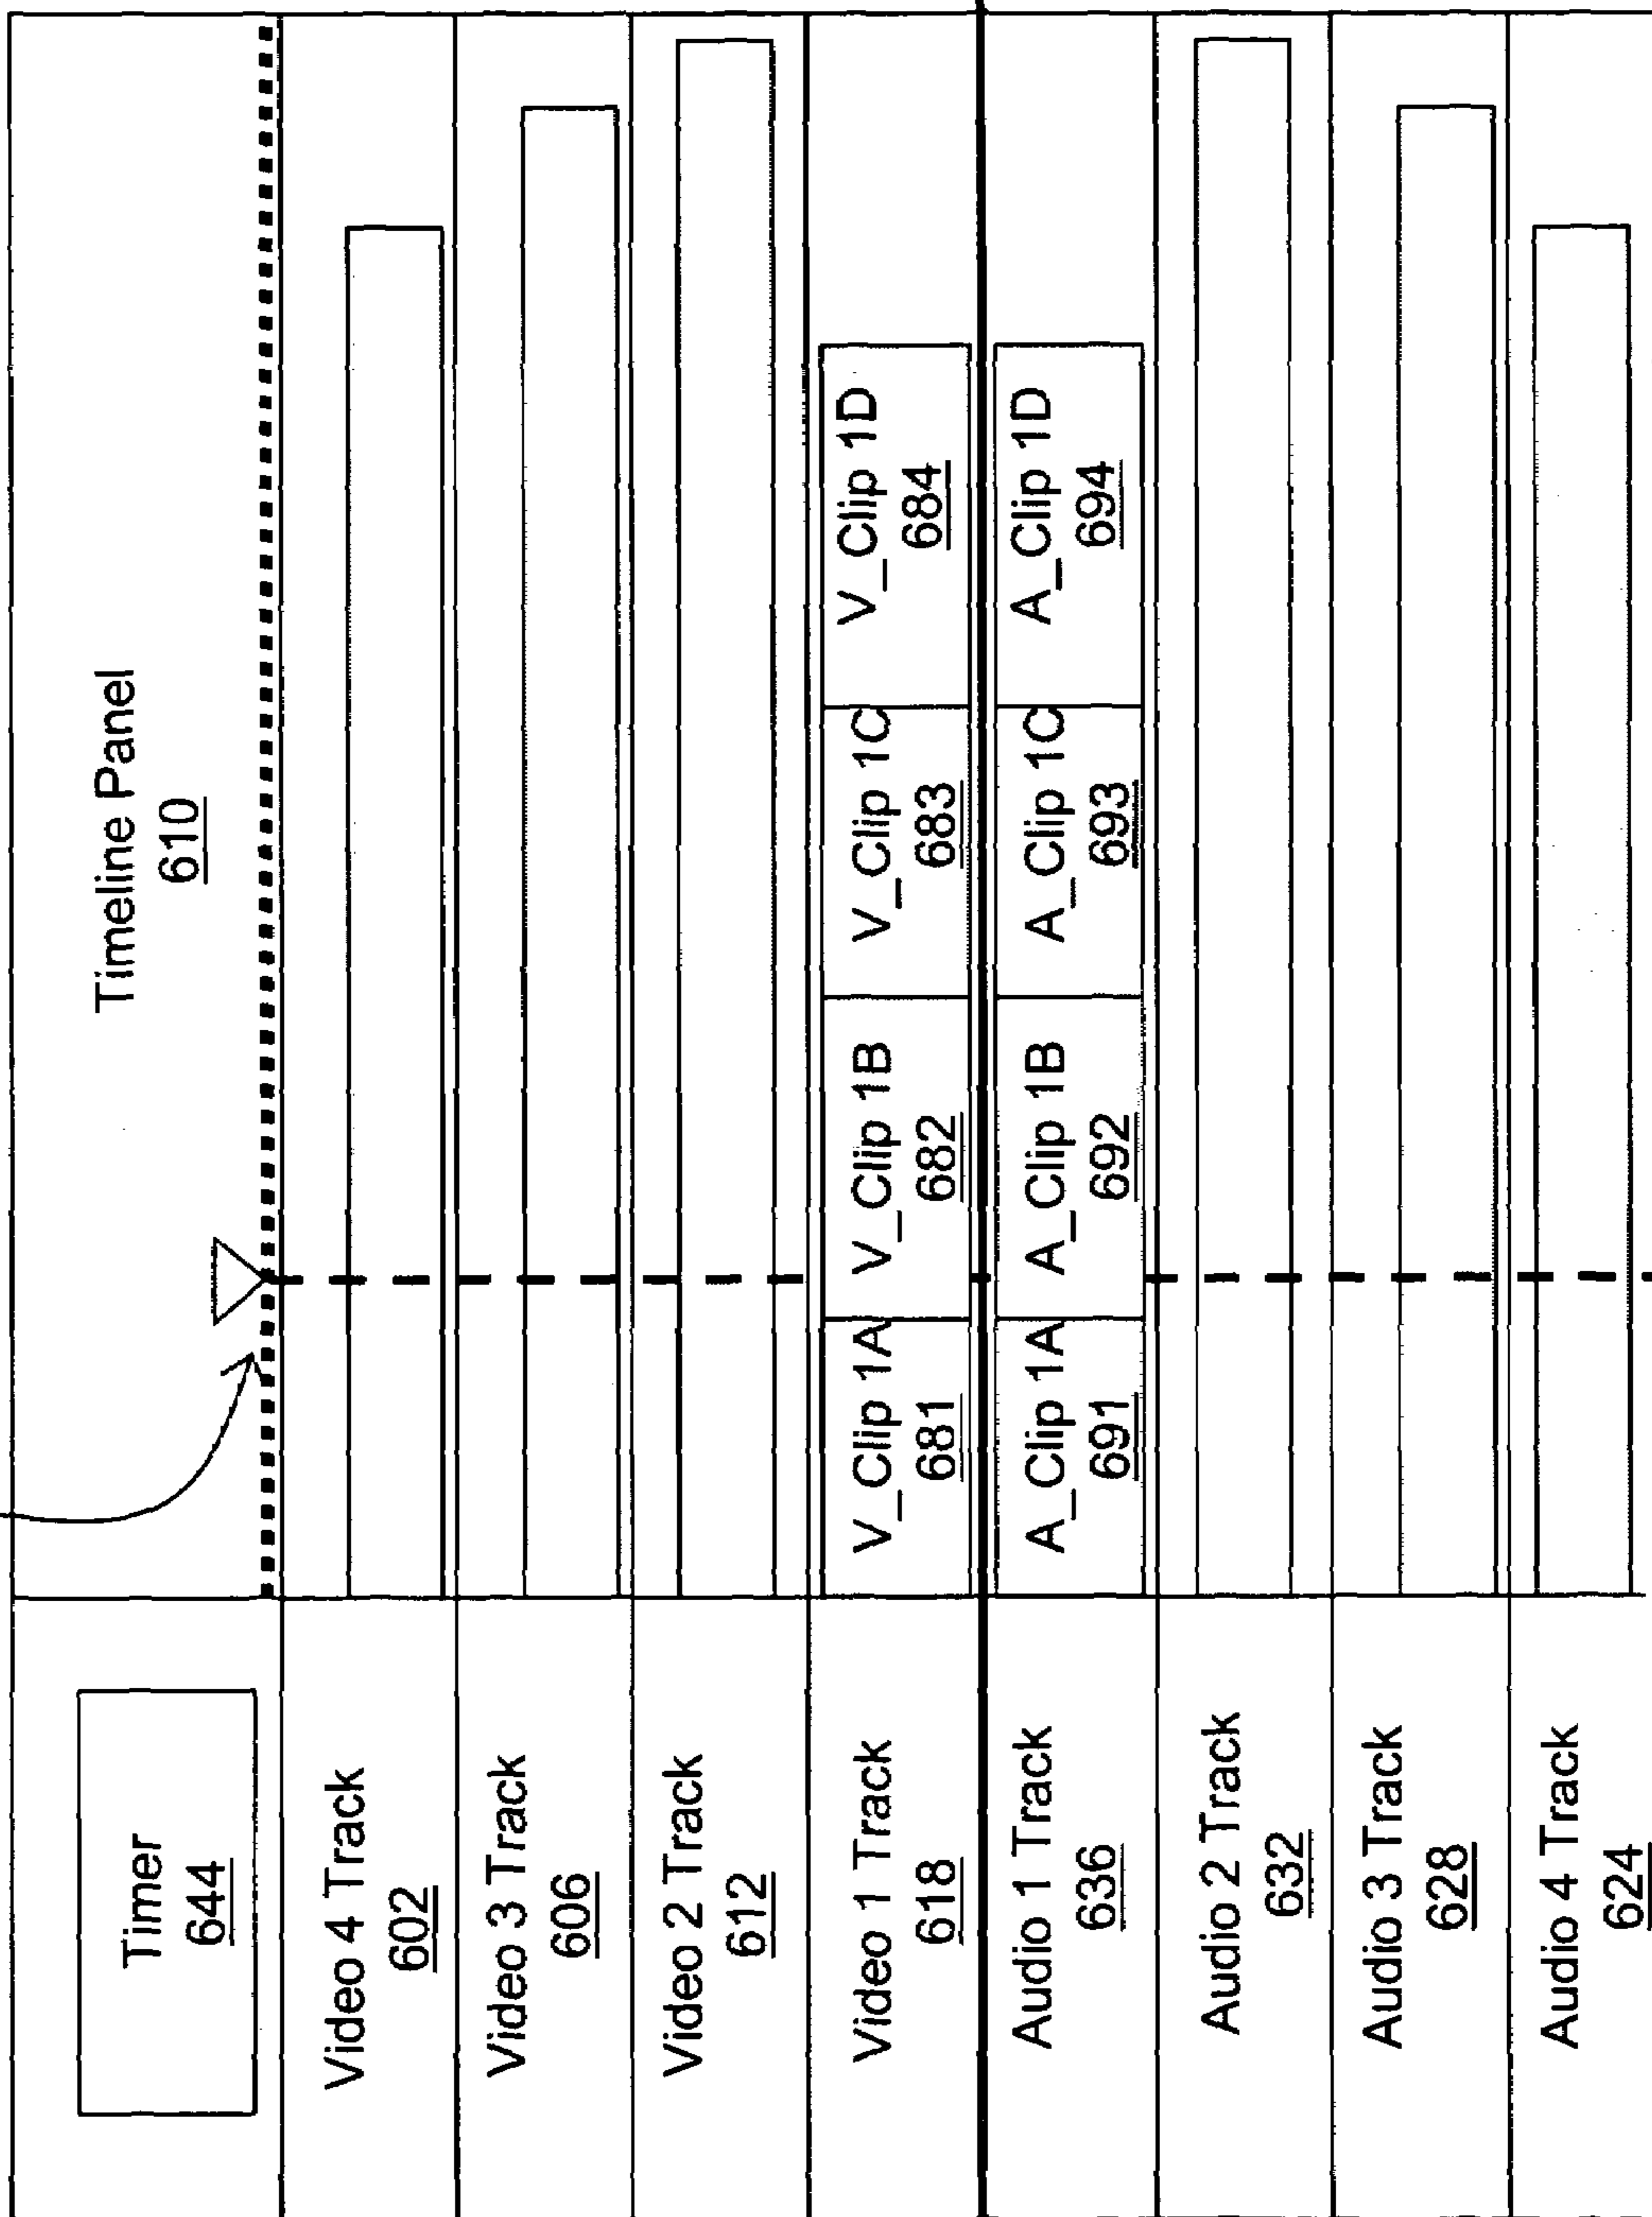 Timeline Panel
610
Timer
644
Video 4 Track
602
Video 3 Track
606
Video 2 Track
612
Video 1 Track
618
V_Clip 1A
681
V_Clip 1B
682
V_Clip 1C
683
V_Clip 1D
684
Audio 1 Track
636
A_Clip 1A
691
A_Clip 1B
692
A_Clip 1C
693
A_Clip 1D
694
Audio 2 Track
632
Audio 3 Track
628
Audio 4 Track
624